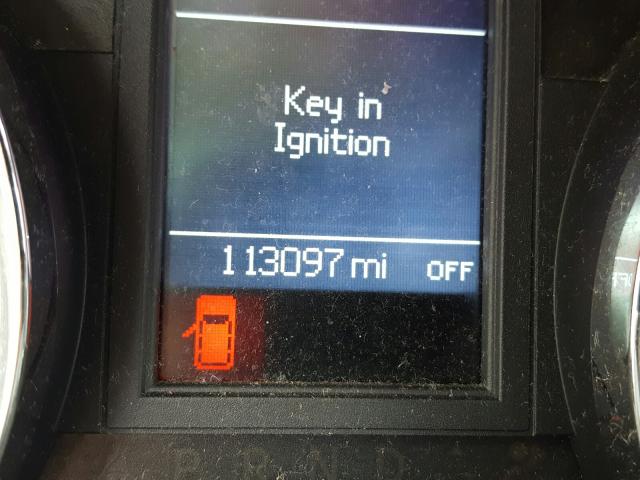 Key in
Ignition
113097 mi OFF
P R N D